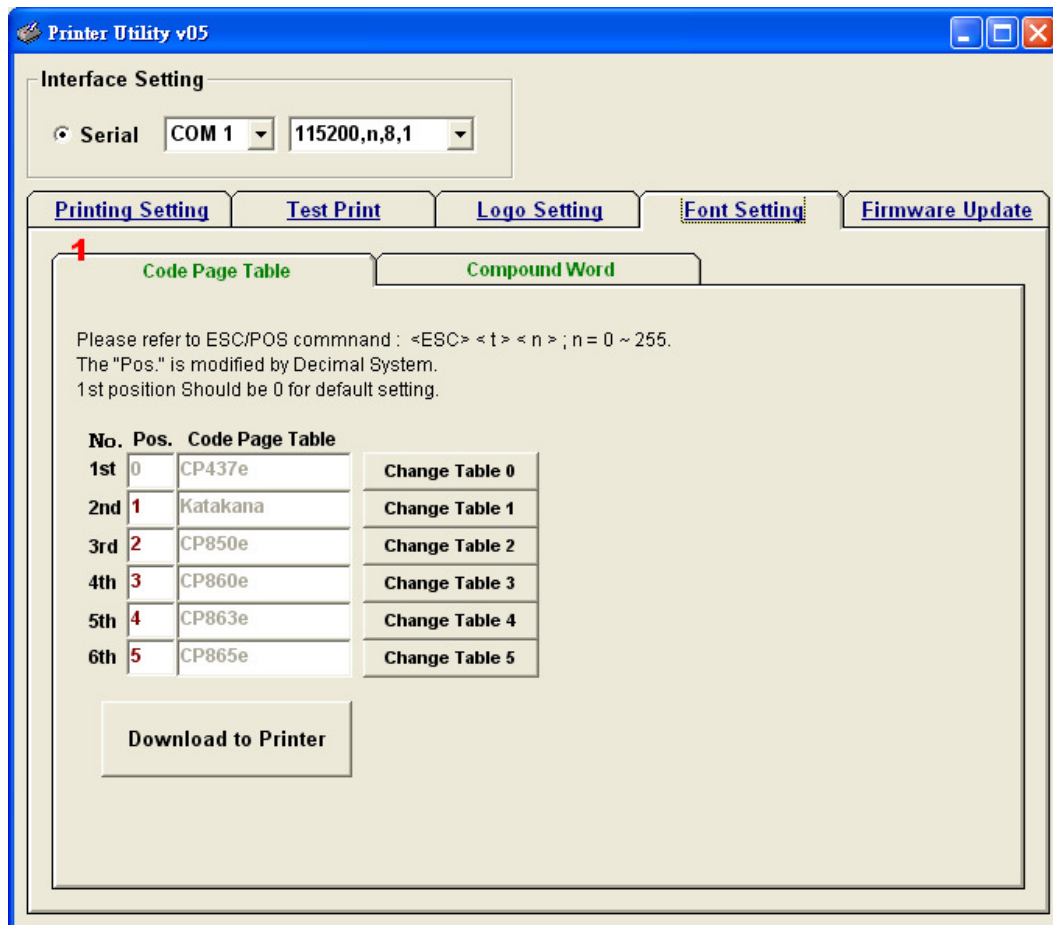 Printer Utility v05
Interface Setting
Serial COM 1 115200,n,8,1
Printing Setting Test Print Logo Setting Font Setting Firmware Update
1
Code Page Table Compound Word
Please refer to ESC/POS commnand : <ESC> < t > < n > ; n = 0 ~ 255.
The "Pos." is modified by Decimal System.
1st position Should be 0 for default setting.
No. Pos. Code Page Table
1st 0 CP437e Change Table 0
2nd 1 Katakana Change Table 1
3rd 2 CP850e Change Table 2
4th 3 CP860e Change Table 3
5th 4 CP863e Change Table 4
6th 5 CP865e Change Table 5
Download to Printer